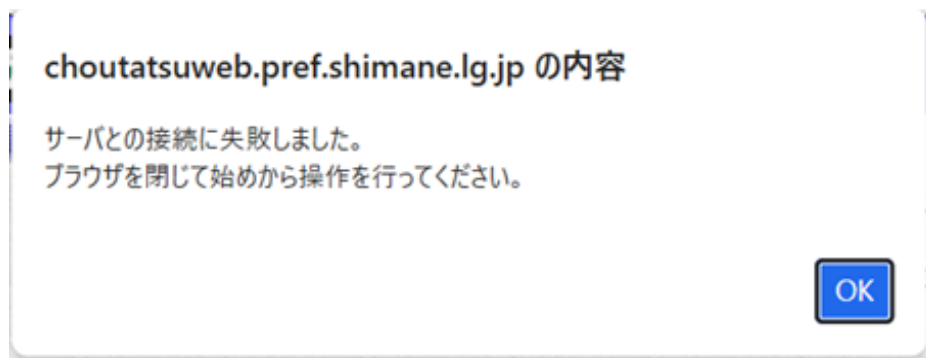 choutatsuweb.pref.shimane.lg.jp の内容
サーバとの接続に失敗しました。
ブラウザを閉じて始めから操作を行ってください。
OK